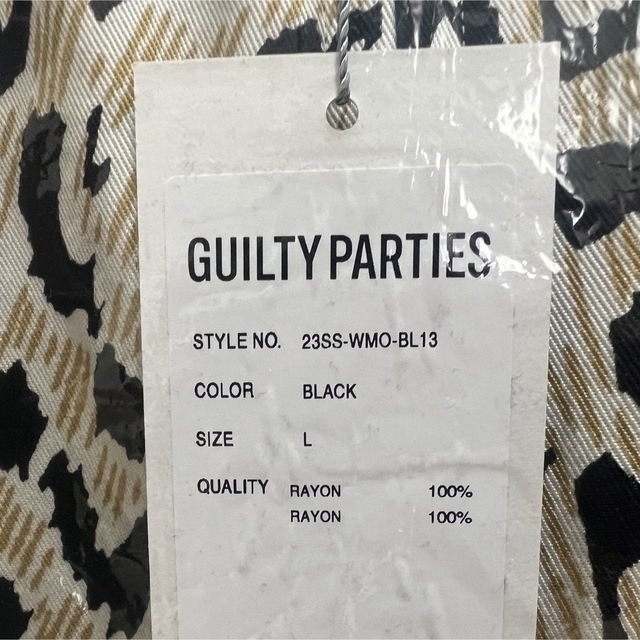 GUILTY PARTIES
STYLE NO. 23SS-WMO-BL13
COLOR BLACK
SIZE L
QUALITY RAYON 100%
RAYON 100%